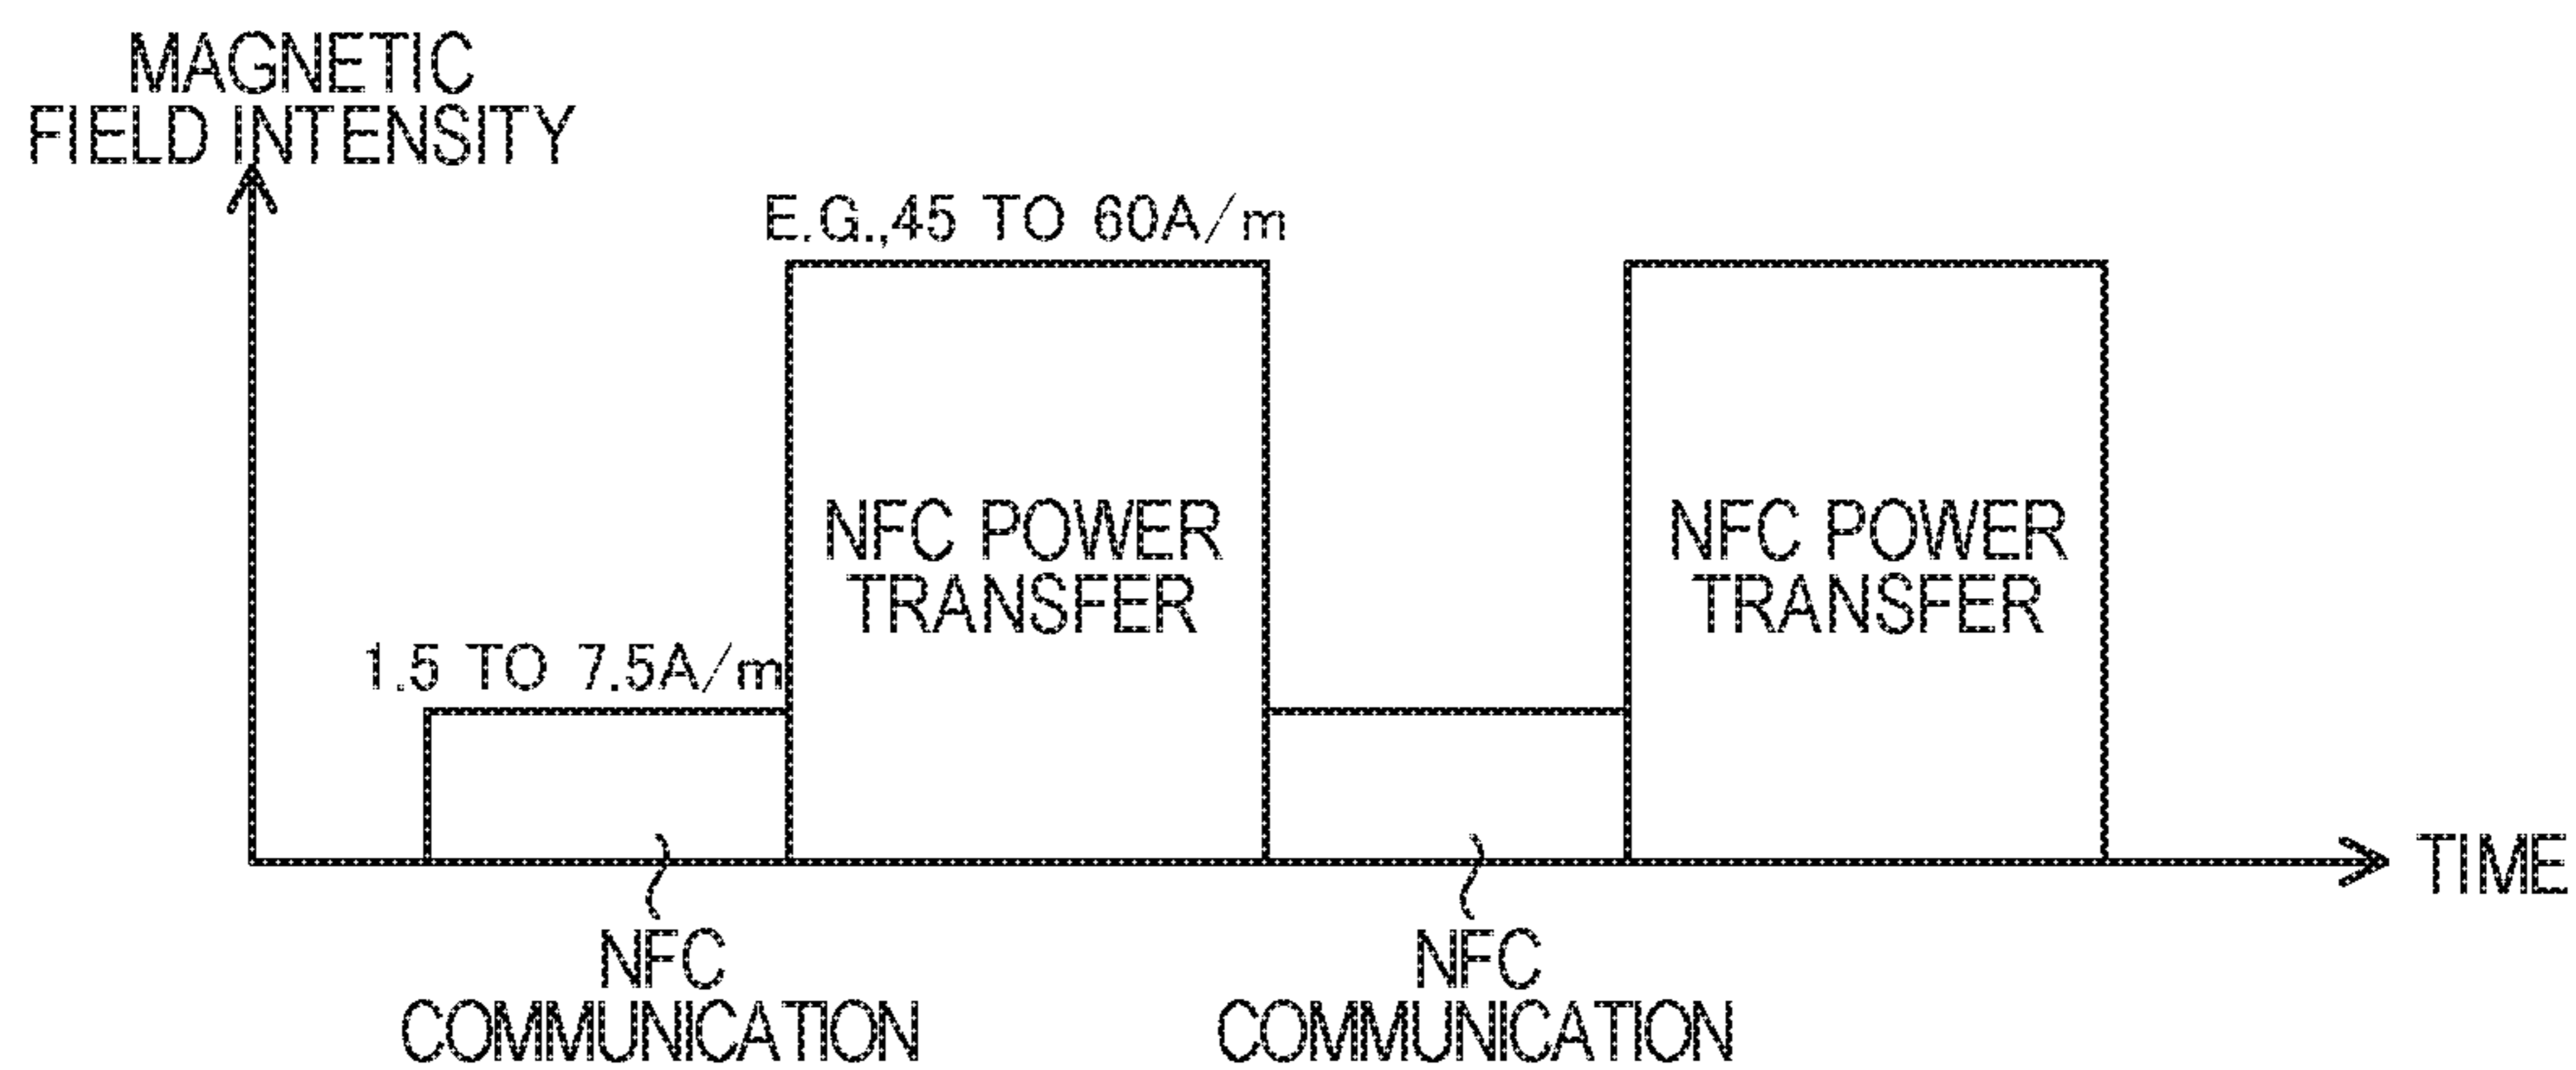 MAGNETIC
FIELD INTENSITY
E.G.,45 TO 60A/m
NFC POWER
TRANSFER
NFC POWER
TRANSFER
1.5 TO 7.5A/m
TIME
NFC
COMMUNICATION
NFC
COMMUNICATION